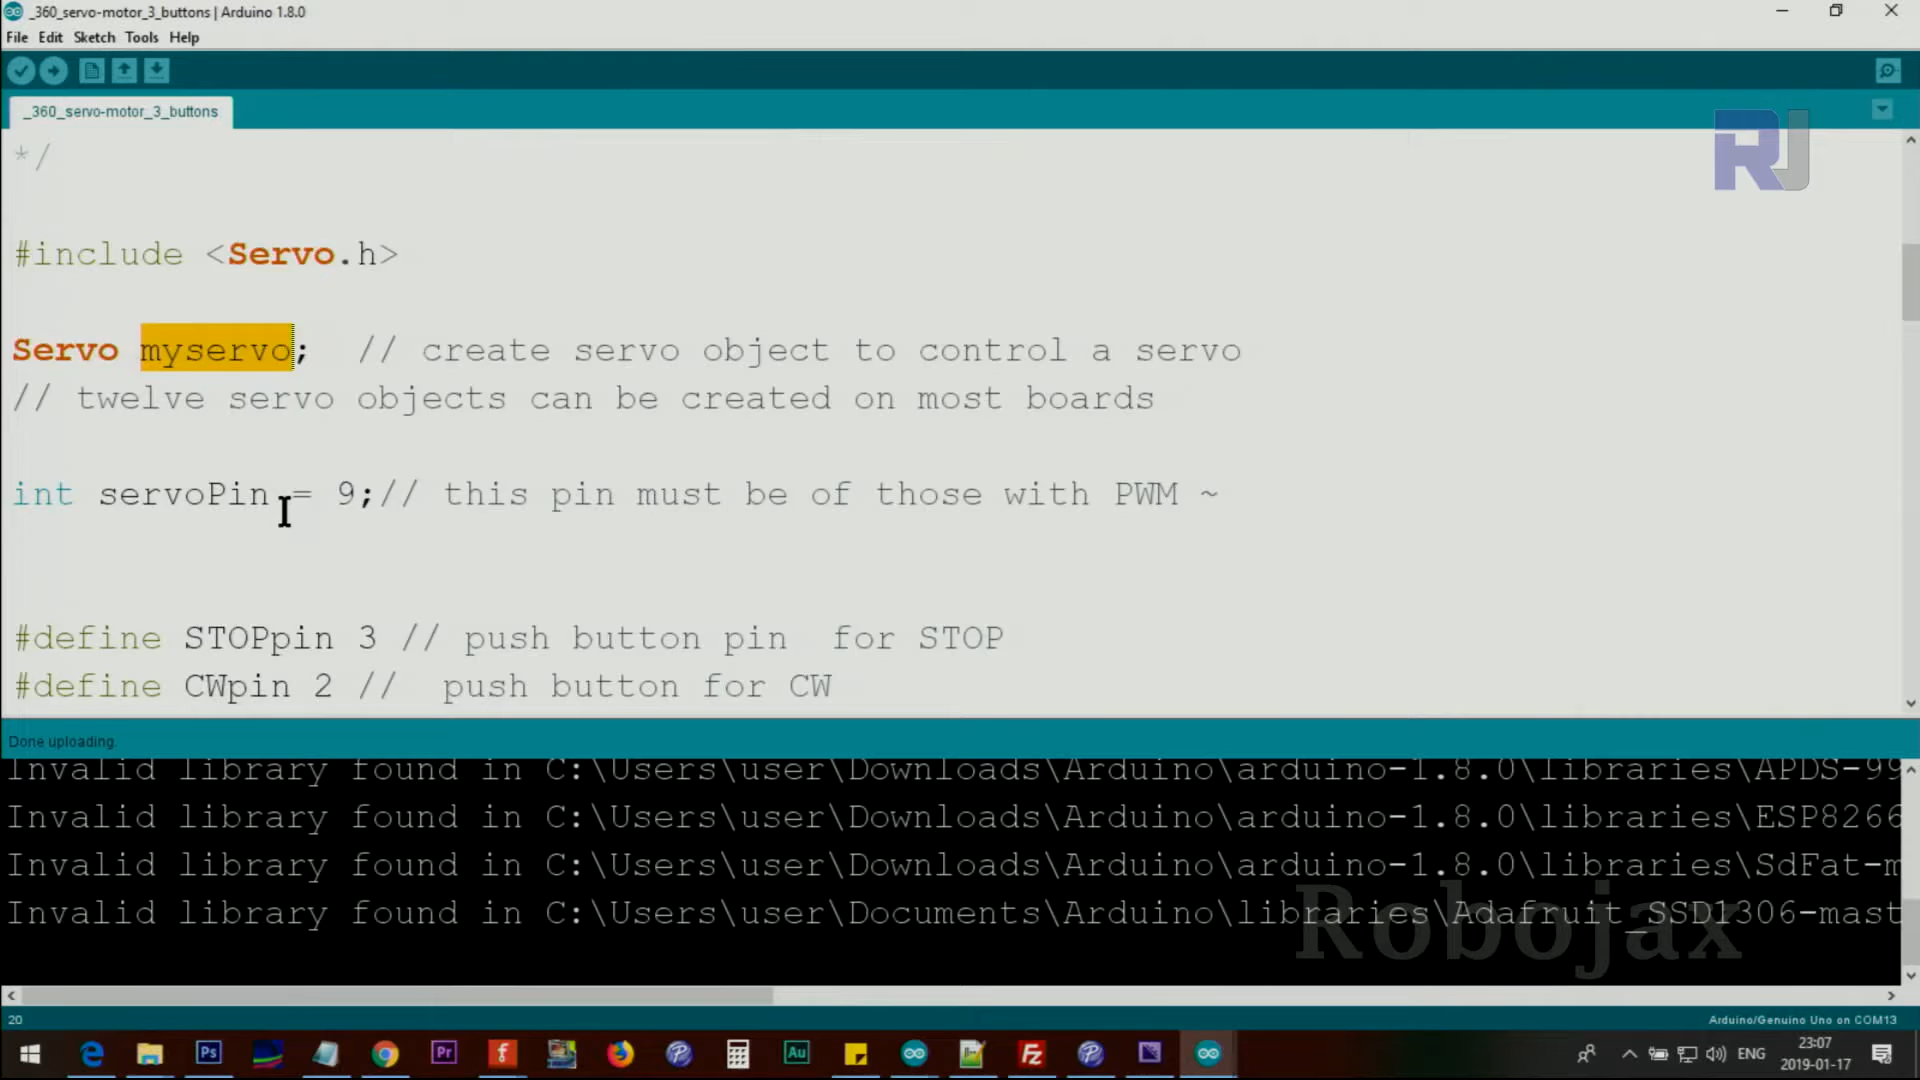 _360_servo-motor_3_buttons | Arduino 1.8.0
File Edit Sketch Tools Help
_360_servo-motor_3_buttons
RJ
*/
#include <Servo.h>
Servo myservo;  // create servo object to control a servo
// twelve servo objects can be created on most boards
int servoPin = 9;// this pin must be of those with PWM ~
#define STOPpin 3 // push button pin  for STOP
#define CWpin 2 //  push button for CW
Done uploading.
Invalid library found in C:\Users\user\Downloads\Arduino\arduino-1.8.0\libraries\APDS-99
Invalid library found in C:\Users\user\Downloads\Arduino\arduino-1.8.0\libraries\ESP8266
Invalid library found in C:\Users\user\Downloads\Arduino\arduino-1.8.0\libraries\SdFat-m
Invalid library found in C:\Users\user\Documents\Arduino\libraries\Adafruit_SSD1306-mast
Robojax
20
Arduino/Genuino Uno on COM13
Ps
Pr
f
Au
Fz
ENG
23:07
2019-01-17